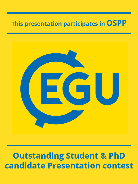 This presentation participates in OSPP
EGU
Outstanding Student & PhD
candidate Presentation contest